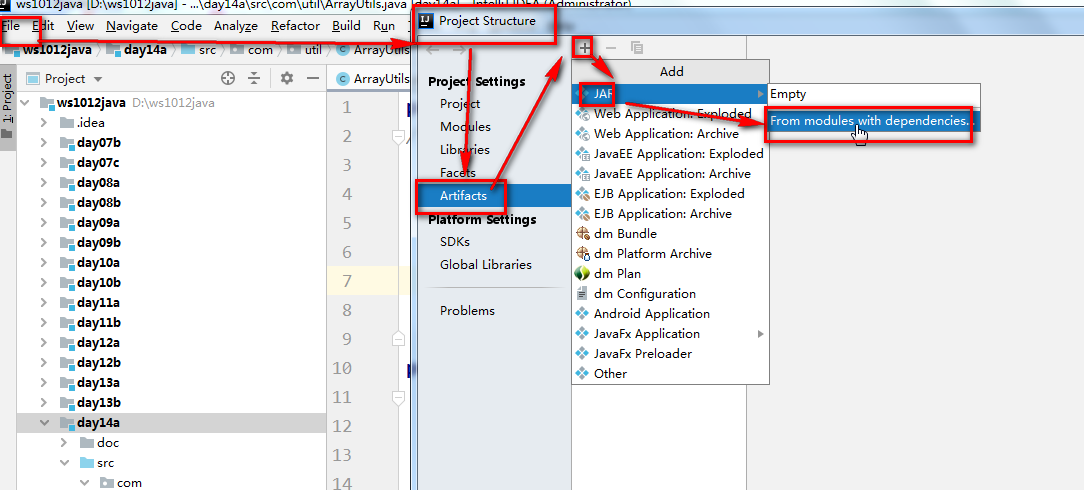 ws1012java [D:\ws1012java] - ...\day14a\src\com\util\ArrayUtils.java [day14a] - IntelliJ IDEA (Administrator)
File Edit View Navigate Code Analyze Refactor
ws1012java day14a src com util ArrayUtils
1: Project
Project
ws1012java D:\ws1012java
.idea
day07b
day07c
day08a
day08b
day09a
day09b
day10a
day10b
day11a
day11b
day12a
day12b
day13a
day13b
day14a
doc
src
com
ArrayUtils
1
2
3
4
5
6
7
8
9
10
11
12
13
14
Project Structure
Project Settings
Project
Modules
Libraries
Facets
Artifacts
Platform Settings
SDKs
Global Libraries
Problems
Add
JAR
Web Application: Exploded
Web Application: Archive
JavaEE Application: Exploded
JavaEE Application: Archive
EJB Application: Exploded
EJB Application: Archive
dm Bundle
dm Platform Archive
dm Plan
dm Configuration
Android Application
JavaFx Application
JavaFx Preloader
Other
Empty
From modules with dependencies...